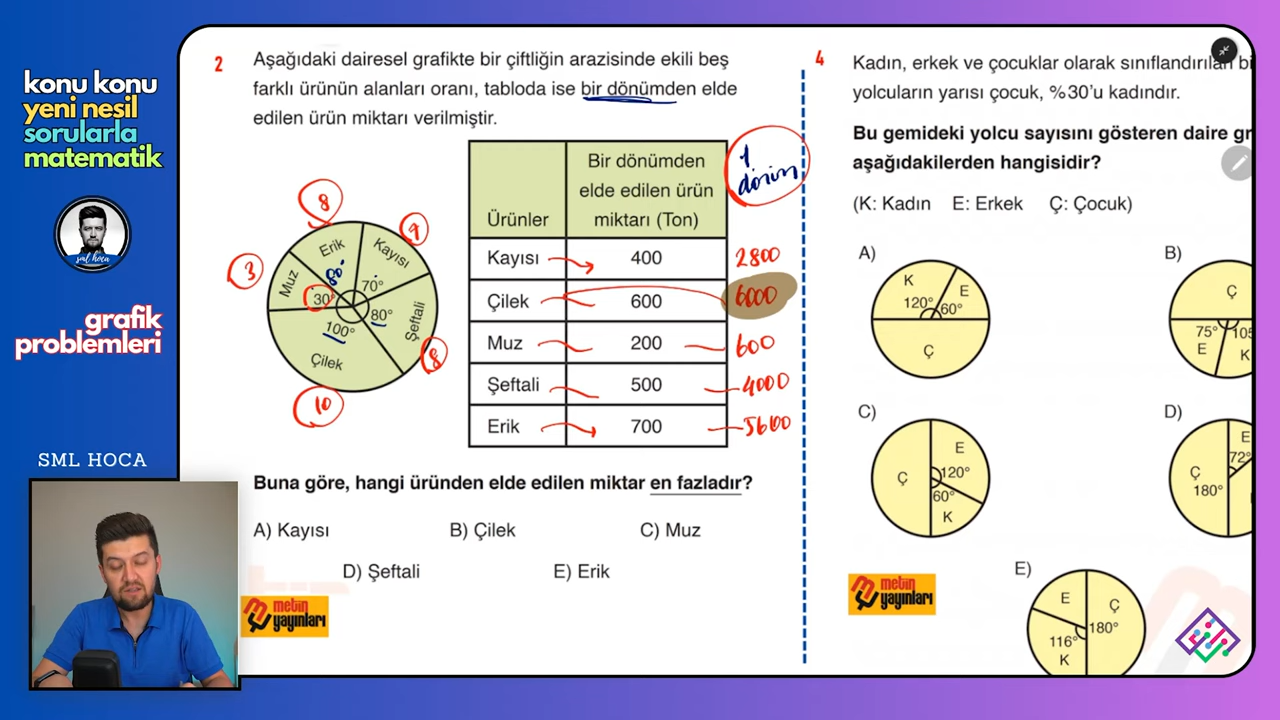 konu konu
yeni nesil
sorularla
matematik
sml hoca
grafik
problemleri
SML HOCA
2
Aşağıdaki dairesel grafikte bir çiftliğin arazisinde ekili beş
farklı ürünün alanları oranı, tabloda ise bir dönümden elde
edilen ürün miktarı verilmiştir.
8
9
3
8
10
Erik
Kayısı
Muz
Şeftali
Çilek
80°
70°
30°
80°
100°
Ürünler
Bir dönümden
elde edilen ürün
miktarı (Ton)
1
Kayısı 400 2800
Çilek 600 6000
Muz 200 600
Şeftali 500 4000
Erik 700 5600
Buna göre, hangi üründen elde edilen miktar en fazladır?
A) Kayısı B) Çilek C) Muz
D) Şeftali E) Erik
metin
yayınları
4
Kadın, erkek ve çocuklar olarak sınıflandırılan bi
yolcuların yarısı çocuk, %30'u kadındır.
Bu gemideki yolcu sayısını gösteren daire gr
aşağıdakilerden hangisidir?
(K: Kadın E: Erkek Ç: Çocuk)
A)
K
E
120°
60°
Ç
B)
Ç
75°
105
E
K
C)
E
Ç
120°
60°
K
D)
E
72°
Ç
180°
E)
E
Ç
180°
116°
K
metin
yayınları